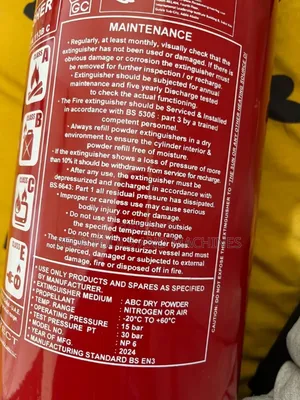 GC
MAINTENANCE
• Regularly, at least monthly, visually check that the
extinguisher has not been used or damaged. If there is
obvious damage or corrosion the extinguisher must
be removed for further inspection / or recharge.
• Extinguisher should be subjected for annual
maintenance and five yearly Discharge tested
to check the actual functioning.
• The Fire extinguisher should be Serviced & Installed
in accordance with BS 5306 : part 3 by a trained
competent person.
• Always refill powder extinguishers in a dry
environment to ensure the cylinder interior &
powder refill free of moisture.
• If the extinguisher shows a loss of pressure of more
than 10% it should be withdrawn from service for recharge.
• After any use, the extinguisher must be
depressurized and recharged in accordance with
BS 5643: Part 1 all residual pressure has dissipated.
• Improper or careless use may cause serious
bodily injury or other damage.
• Do not use this extinguisher outside
the specified temperature range.
• Do not mix with other powder types.
• The extinguisher is a pressurized vessel and must
not be pierced, damaged or subjected to external
damage, fire or disposed off in fire.
• USE ONLY PRODUCTS AND SPARES AS SPECIFIED
BY MANUFACTURER.
• EXTINGUISHER MEDIUM : ABC DRY POWDER
• PROPELLANT : NITROGEN OR AIR
• TEMP. RANGE : -20°C TO +60°C
• OPERATING PRESSURE : 15 bar
• TEST PRESSURE PT : 30 bar
• MODEL NO. : NP 6
• YEAR OF MFG. : 2024
• MANUFACTURING STANDARD BS EN3
CLASS
C
CLASS
E